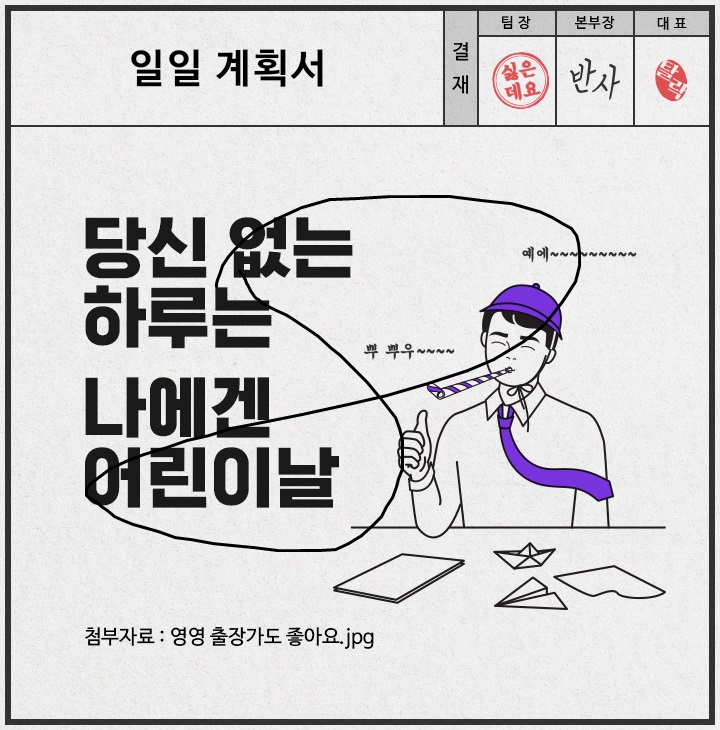 일일 계획서
결재
팀 장
본부장
대 표
싫은데요
반사
당신 없는
하루는
나에겐
어린이날
예에~~~~~~~~~
뿌 뿌우~~~~
첨부자료 : 영영 출장가도 좋아요.jpg